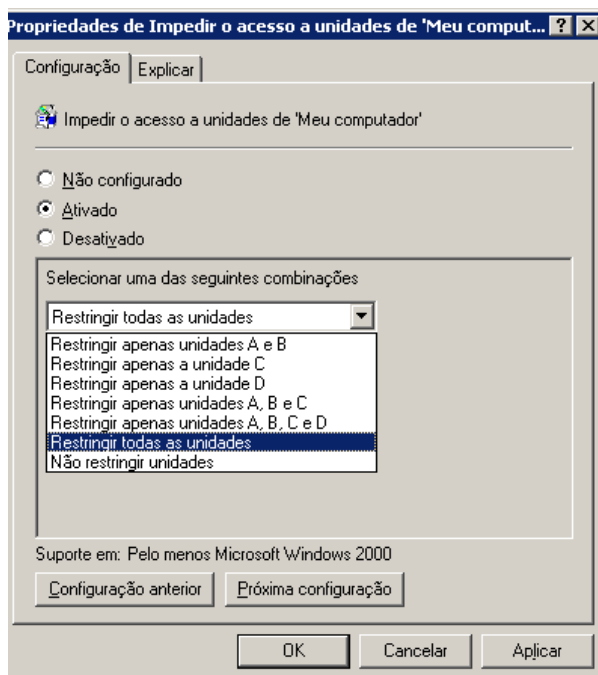 Propriedades de Impedir o acesso a unidades de 'Meu comput...
Configuração
Explicar
Impedir o acesso a unidades de 'Meu computador'
Não configurado
Ativado
Desativado
Selecionar uma das seguintes combinações
Restringir todas as unidades
Restringir apenas unidades A e B
Restringir apenas a unidade C
Restringir apenas a unidade D
Restringir apenas unidades A, B e C
Restringir apenas unidades A, B, C e D
Restringir todas as unidades
Não restringir unidades
Suporte em: Pelo menos Microsoft Windows 2000
Configuração anterior
Próxima configuração
OK
Cancelar
Aplicar